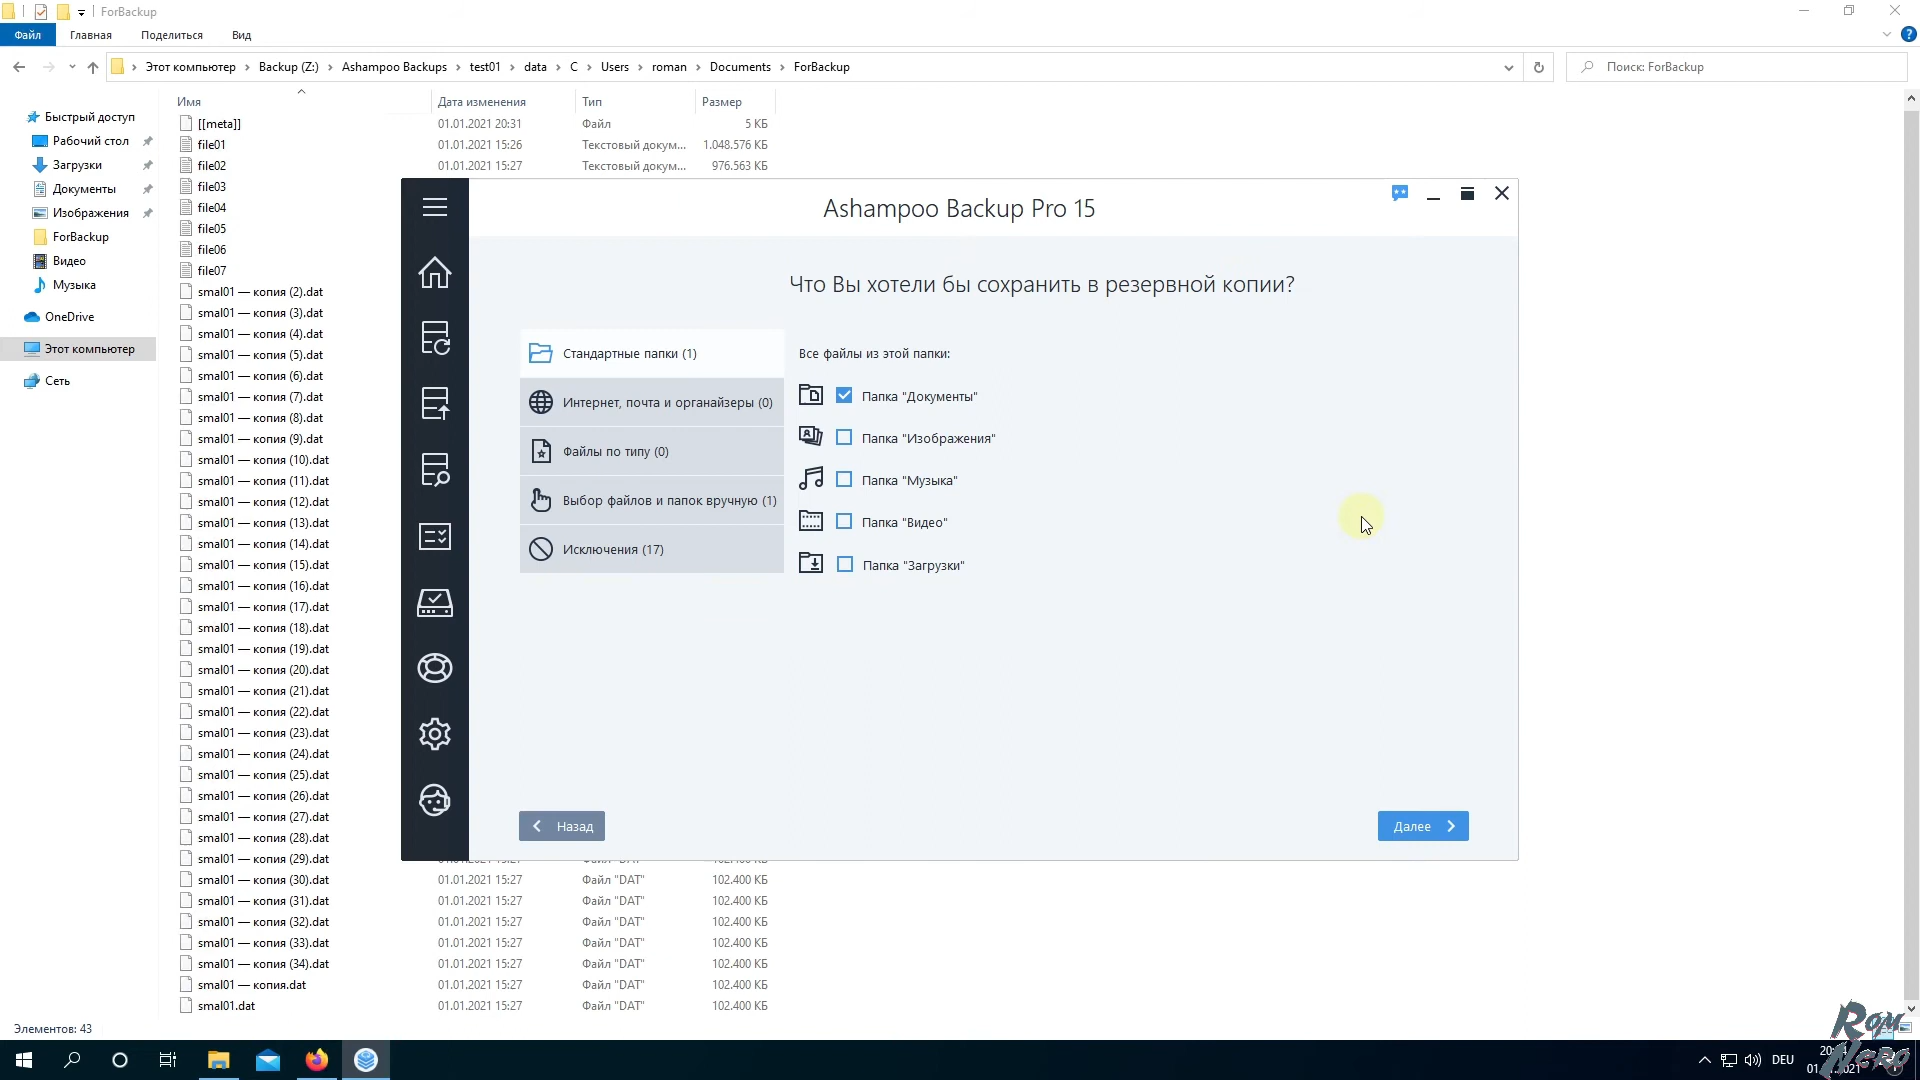 ForBackup
Файл Главная Поделиться Вид
Этот компьютер Backup (Z:) Ashampoo Backups test01 data C Users roman Documents ForBackup
Поиск: ForBackup
Быстрый доступ
Рабочий стол
Загрузки
Документы
Изображения
ForBackup
Видео
Музыка
OneDrive
Этот компьютер
Сеть
Имя Дата изменения Тип Размер
[[meta]] 01.01.2021 20:31 Файл 5 КБ
file01 01.01.2021 15:26 Текстовый докум... 1.048.576 КБ
file02 01.01.2021 15:27 Текстовый докум... 976.563 КБ
file03
file04
file05
file06
file07
smal01 — копия (2).dat
smal01 — копия (3).dat
smal01 — копия (4).dat
smal01 — копия (5).dat
smal01 — копия (6).dat
smal01 — копия (7).dat
smal01 — копия (8).dat
smal01 — копия (9).dat
smal01 — копия (10).dat
smal01 — копия (11).dat
smal01 — копия (12).dat
smal01 — копия (13).dat
smal01 — копия (14).dat
smal01 — копия (15).dat
smal01 — копия (16).dat
smal01 — копия (17).dat
smal01 — копия (18).dat
smal01 — копия (19).dat
smal01 — копия (20).dat
smal01 — копия (21).dat
smal01 — копия (22).dat
smal01 — копия (23).dat
smal01 — копия (24).dat
smal01 — копия (25).dat
smal01 — копия (26).dat
smal01 — копия (27).dat
smal01 — копия (28).dat
smal01 — копия (29).dat
smal01 — копия (30).dat 01.01.2021 15:27 Файл "DAT" 102.400 КБ
smal01 — копия (31).dat 01.01.2021 15:27 Файл "DAT" 102.400 КБ
smal01 — копия (32).dat 01.01.2021 15:27 Файл "DAT" 102.400 КБ
smal01 — копия (33).dat 01.01.2021 15:27 Файл "DAT" 102.400 КБ
smal01 — копия (34).dat 01.01.2021 15:27 Файл "DAT" 102.400 КБ
smal01 — копия.dat 01.01.2021 15:27 Файл "DAT" 102.400 КБ
smal01.dat 01.01.2021 15:27 Файл "DAT" 102.400 КБ
Элементов: 43
Ashampoo Backup Pro 15
Что Вы хотели бы сохранить в резервной копии?
Стандартные папки (1)
Интернет, почта и органайзеры (0)
Файлы по типу (0)
Выбор файлов и папок вручную (1)
Исключения (17)
Все файлы из этой папки:
Папка "Документы"
Папка "Изображения"
Папка "Музыка"
Папка "Видео"
Папка "Загрузки"
Назад
Далее
DEU
Rom
Nero